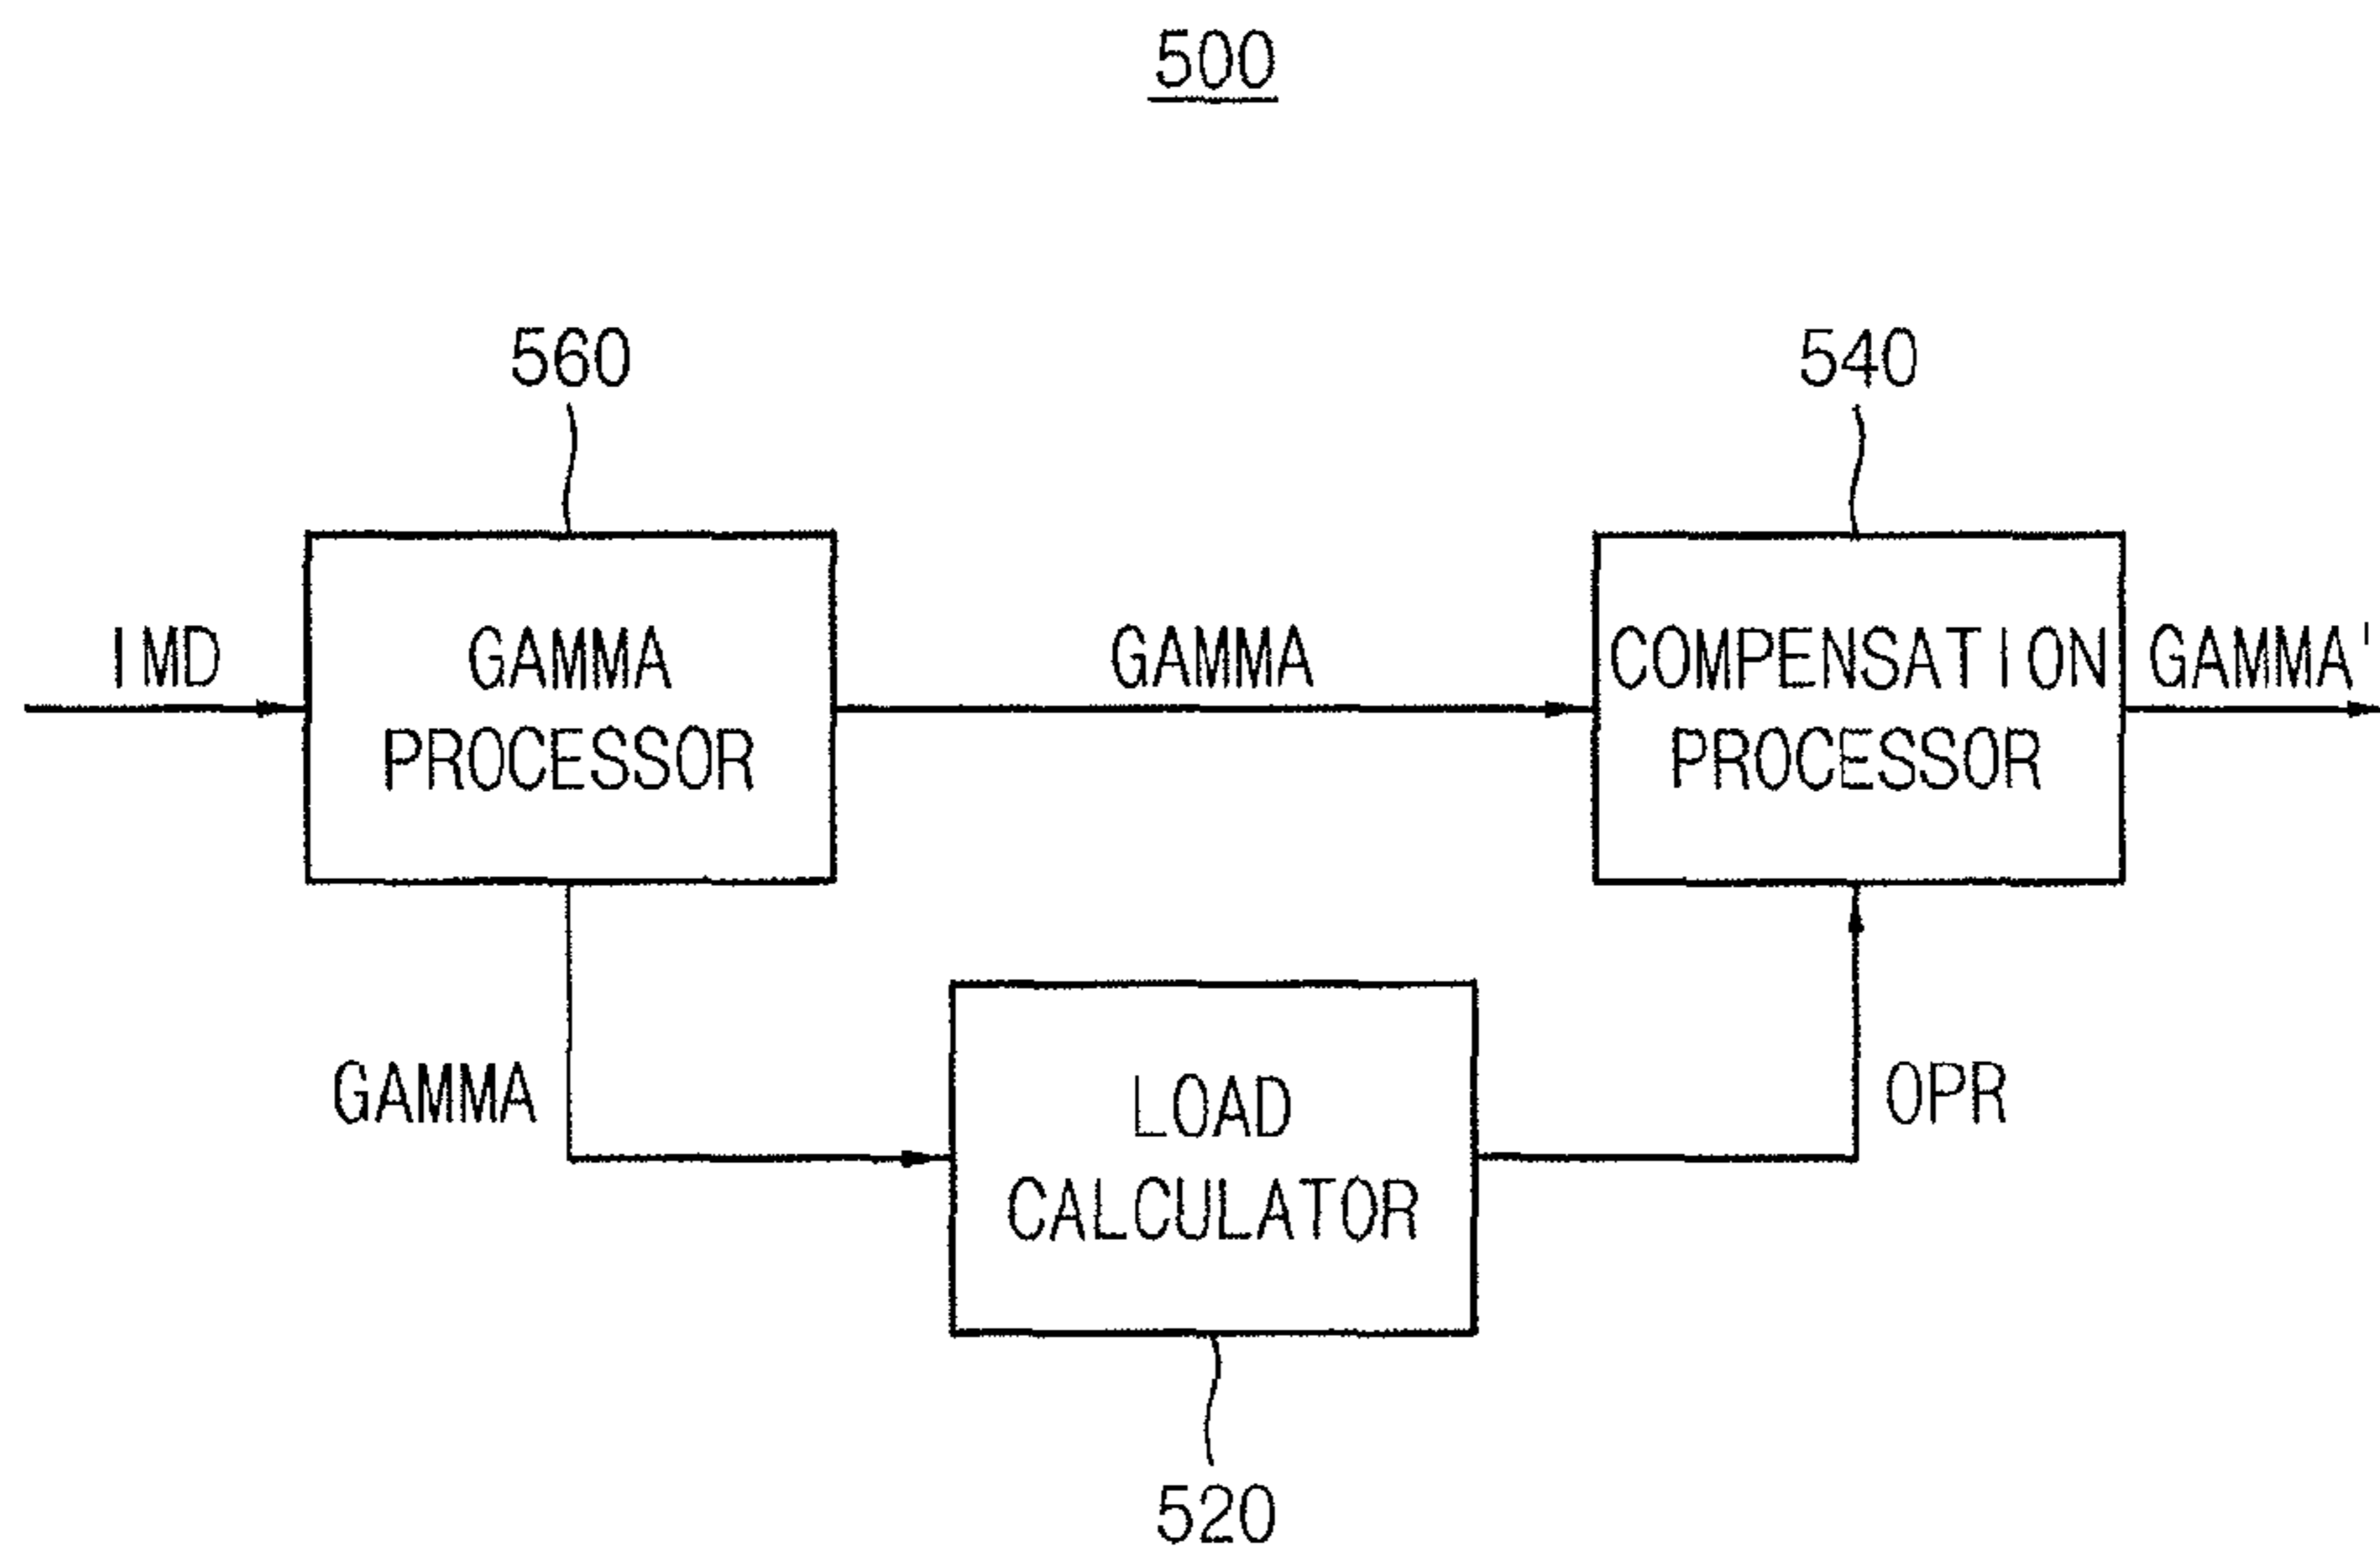 500
560
540
IMD
GAMMA
PROCESSOR
GAMMA
COMPENSATION
PROCESSOR
GAMMA'
GAMMA
LOAD
CALCULATOR
OPR
520